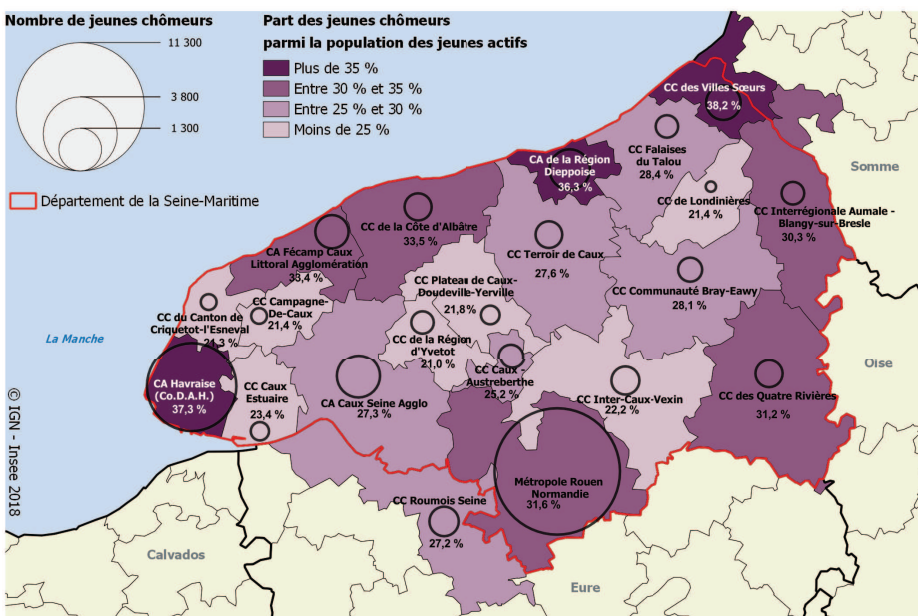 Nombre de jeunes chômeurs
11 300
3 800
1 300
Département de la Seine-Maritime
Part des jeunes chômeurs
parmi la population des jeunes actifs
Plus de 35 %
Entre 30 % et 35 %
Entre 25 % et 30 %
Moins de 25 %
CC des Villes Sœurs
38,2 %
CC Falaises
du Talou
28,4 %
Somme
CA de la Région
Dieppoise
36,3 %
CC de Londinières
21,4 %
CC Interrégionale Aumale -
Blangy-sur-Bresle
30,3 %
CC de la Côte d'Albâtre
33,5 %
CA Fécamp Caux
Littoral Agglomération
33,4 %
CC Terroir de Caux
27,6 %
CC Plateau de Caux-
Doudeville-Yerville
21,8%
CC Communauté Bray-Eawy
28,1 %
CC Campagne-
De-Caux
21,4 %
CC du Canton de
Criquetot-l'Esneval
21,3 %
La Manche
CC de la Région
d'Yvetot
21,0 %
CC Caux -
Austreberthe
25,2 %
Oise
CA Havraise
(Co.D.A.H.)
37,3 %
CC Caux
Estuaire
23,4 %
CA Caux Seine Agglo
27,3 %
CC Inter-Caux-Vexin
22,2 %
CC des Quatre Rivières
31,2 %
Métropole Rouen
Normandie
31,6 %
CC Roumois Seine
27,2 %
Calvados
Eure
© IGN - Insee 2018